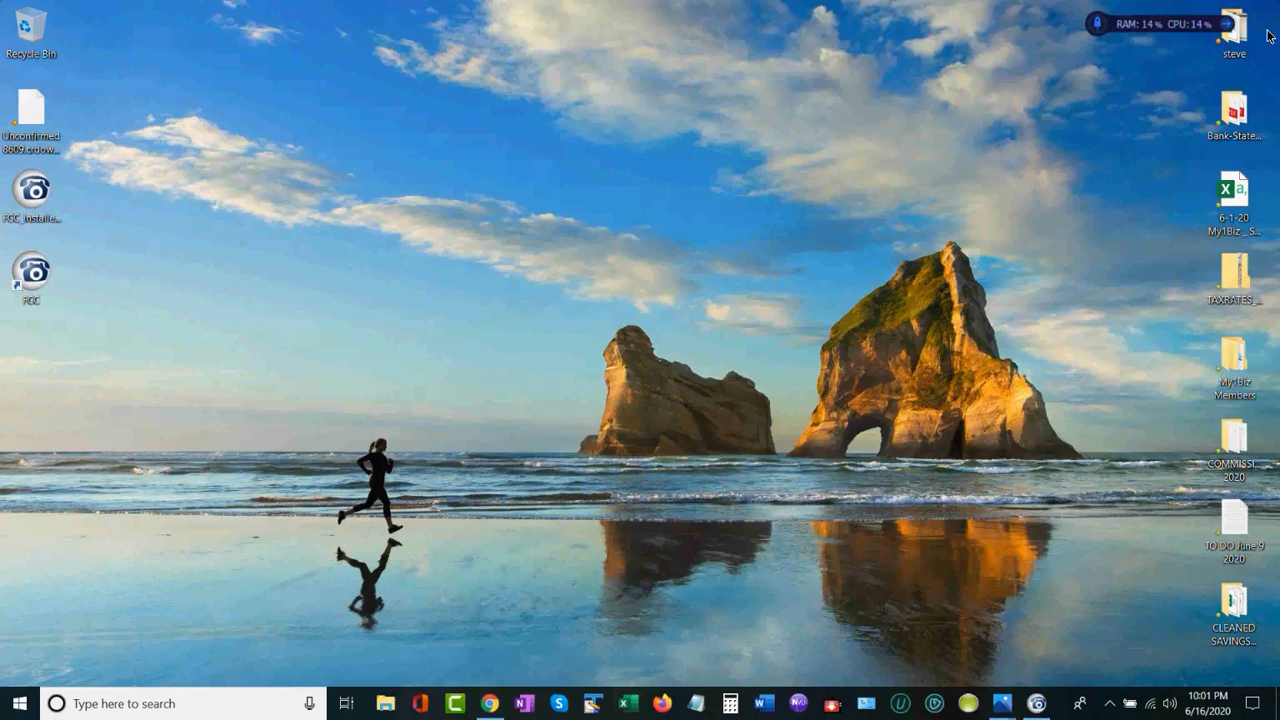 Recycle Bin
Unconfirmed
8609.crdow...
FCC_Installe...
FCC
RAM: 14% CPU: 14%
steve
Bank-State...
6-1-20
My1Biz _ S...
TAXRATES_...
My1Biz
Members
COMMISSI...
2020
TO DO June 9
2020
CLEANED
SAVINGS...
Type here to search
10:01 PM
6/16/2020